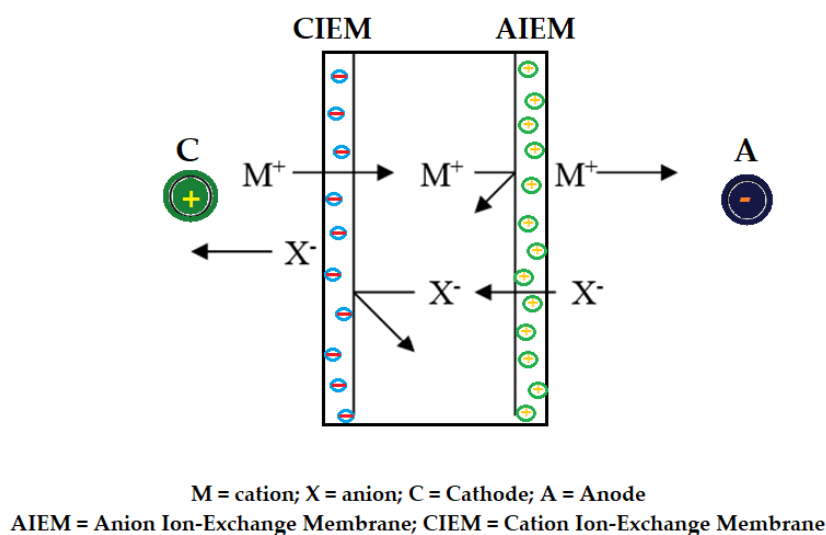 CIEM AIEM
C M⁺ M⁺ M⁺ A
+ -
X⁻ X⁻ X⁻
M = cation; X = anion; C = Cathode; A = Anode
AIEM = Anion Ion-Exchange Membrane; CIEM = Cation Ion-Exchange Membrane